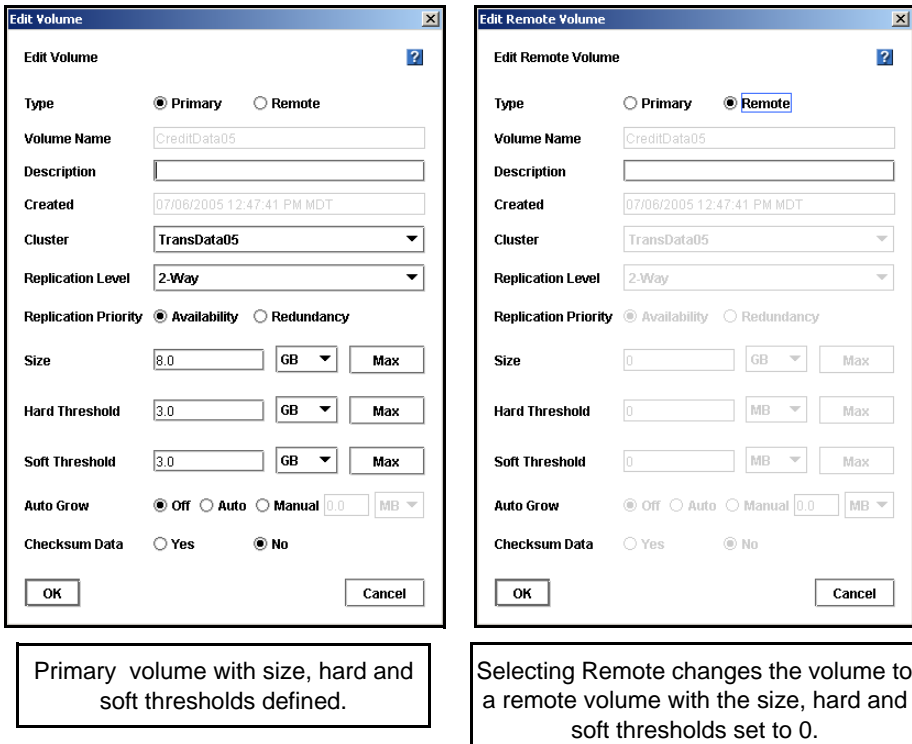 Edit Volume
Edit Volume ?
Type Primary Remote
Volume Name CreditData05
Description
Created 07/06/2005 12:47:41 PM MDT
Cluster TransData05
Replication Level 2-Way
Replication Priority Availability Redundancy
Size 8.0 GB Max
Hard Threshold 3.0 GB Max
Soft Threshold 3.0 GB Max
Auto Grow Off Auto Manual 0.0 MB
Checksum Data Yes No
OK Cancel
Primary volume with size, hard and
soft thresholds defined.
Edit Remote Volume
Edit Remote Volume ?
Type Primary Remote
Volume Name CreditData05
Description
Created 07/06/2005 12:47:41 PM MDT
Cluster TransData05
Replication Level 2-Way
Replication Priority Availability Redundancy
Size 0 GB Max
Hard Threshold 0 MB Max
Soft Threshold 0 MB Max
Auto Grow Off Auto Manual 0.0 MB
Checksum Data Yes No
OK Cancel
Selecting Remote changes the volume to
a remote volume with the size, hard and
soft thresholds set to 0.